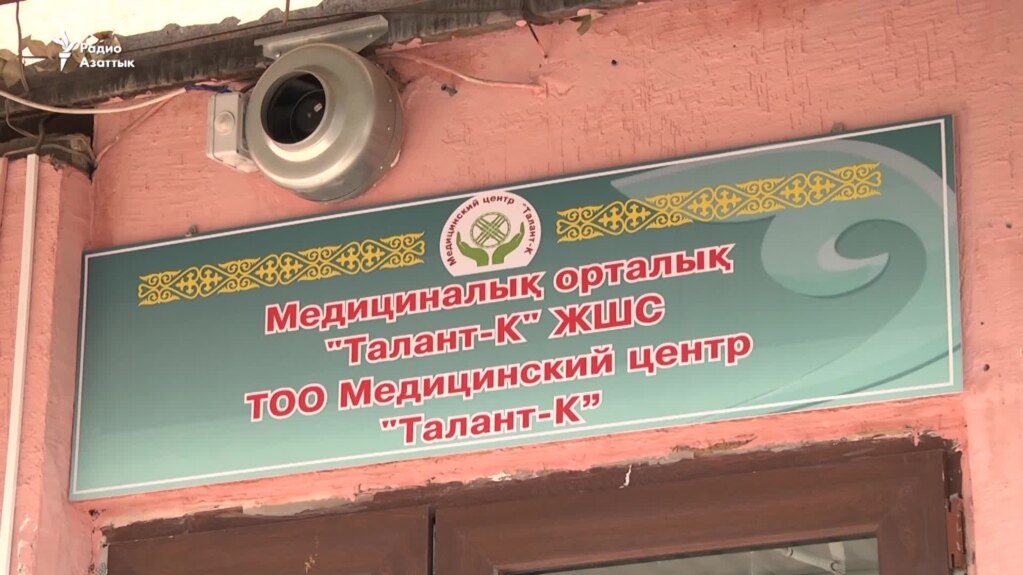 Радио
Азаттык
Медицинский центр "Талант-К
Медициналық орталық
"Талант-К" ЖШС
ТОО Медицинский центр
"Талант-К”